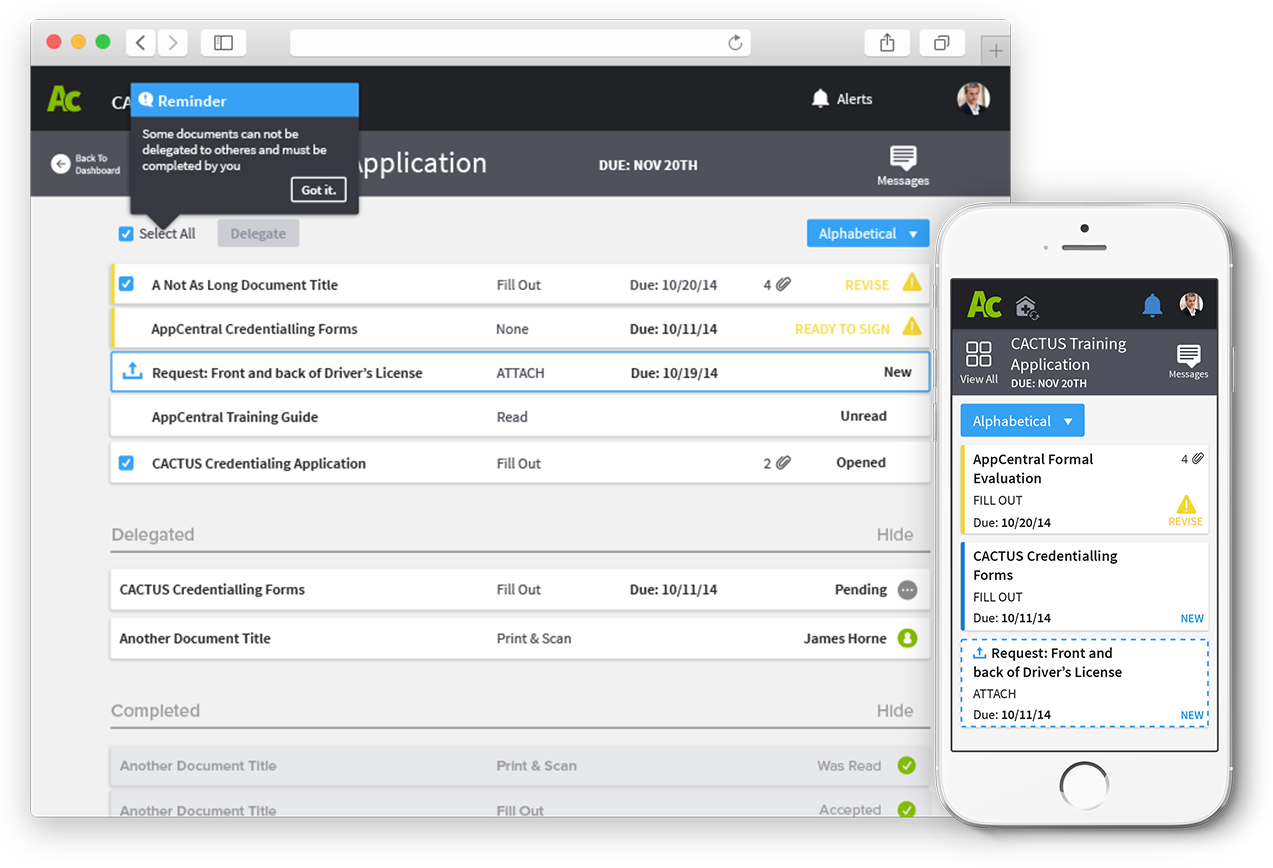 Ac
CA
Reminder
Alerts
Some documents can not be
delegated to otheres and must be
completed by you
Got it.
Back To
Dashboard
Application
DUE: NOV 20TH
Messages
Select All
Delegate
Alphabetical
A Not As Long Document Title Fill Out Due: 10/20/14 4 REVISE
AppCentral Credentialling Forms None Due: 10/11/14 READY TO SIGN
Request: Front and back of Driver's License ATTACH Due: 10/19/14 New
AppCentral Training Guide Read Unread
CACTUS Credentialing Application Fill Out 2 Opened
Delegated Hide
CACTUS Credentialling Forms Fill Out Due: 10/11/14 Pending
Another Document Title Print & Scan James Horne
Completed Hide
Another Document Title Print & Scan Was Read
Another Document Title Fill Out Accepted
Ac
View All
CACTUS Training
Application
DUE: NOV 20TH
Messages
Alphabetical
AppCentral Formal 4
Evaluation
FILL OUT
Due: 10/20/14 REVISE
CACTUS Credentialling
Forms
FILL OUT
Due: 10/11/14 NEW
Request: Front and
back of Driver's License
ATTACH
Due: 10/11/14 NEW